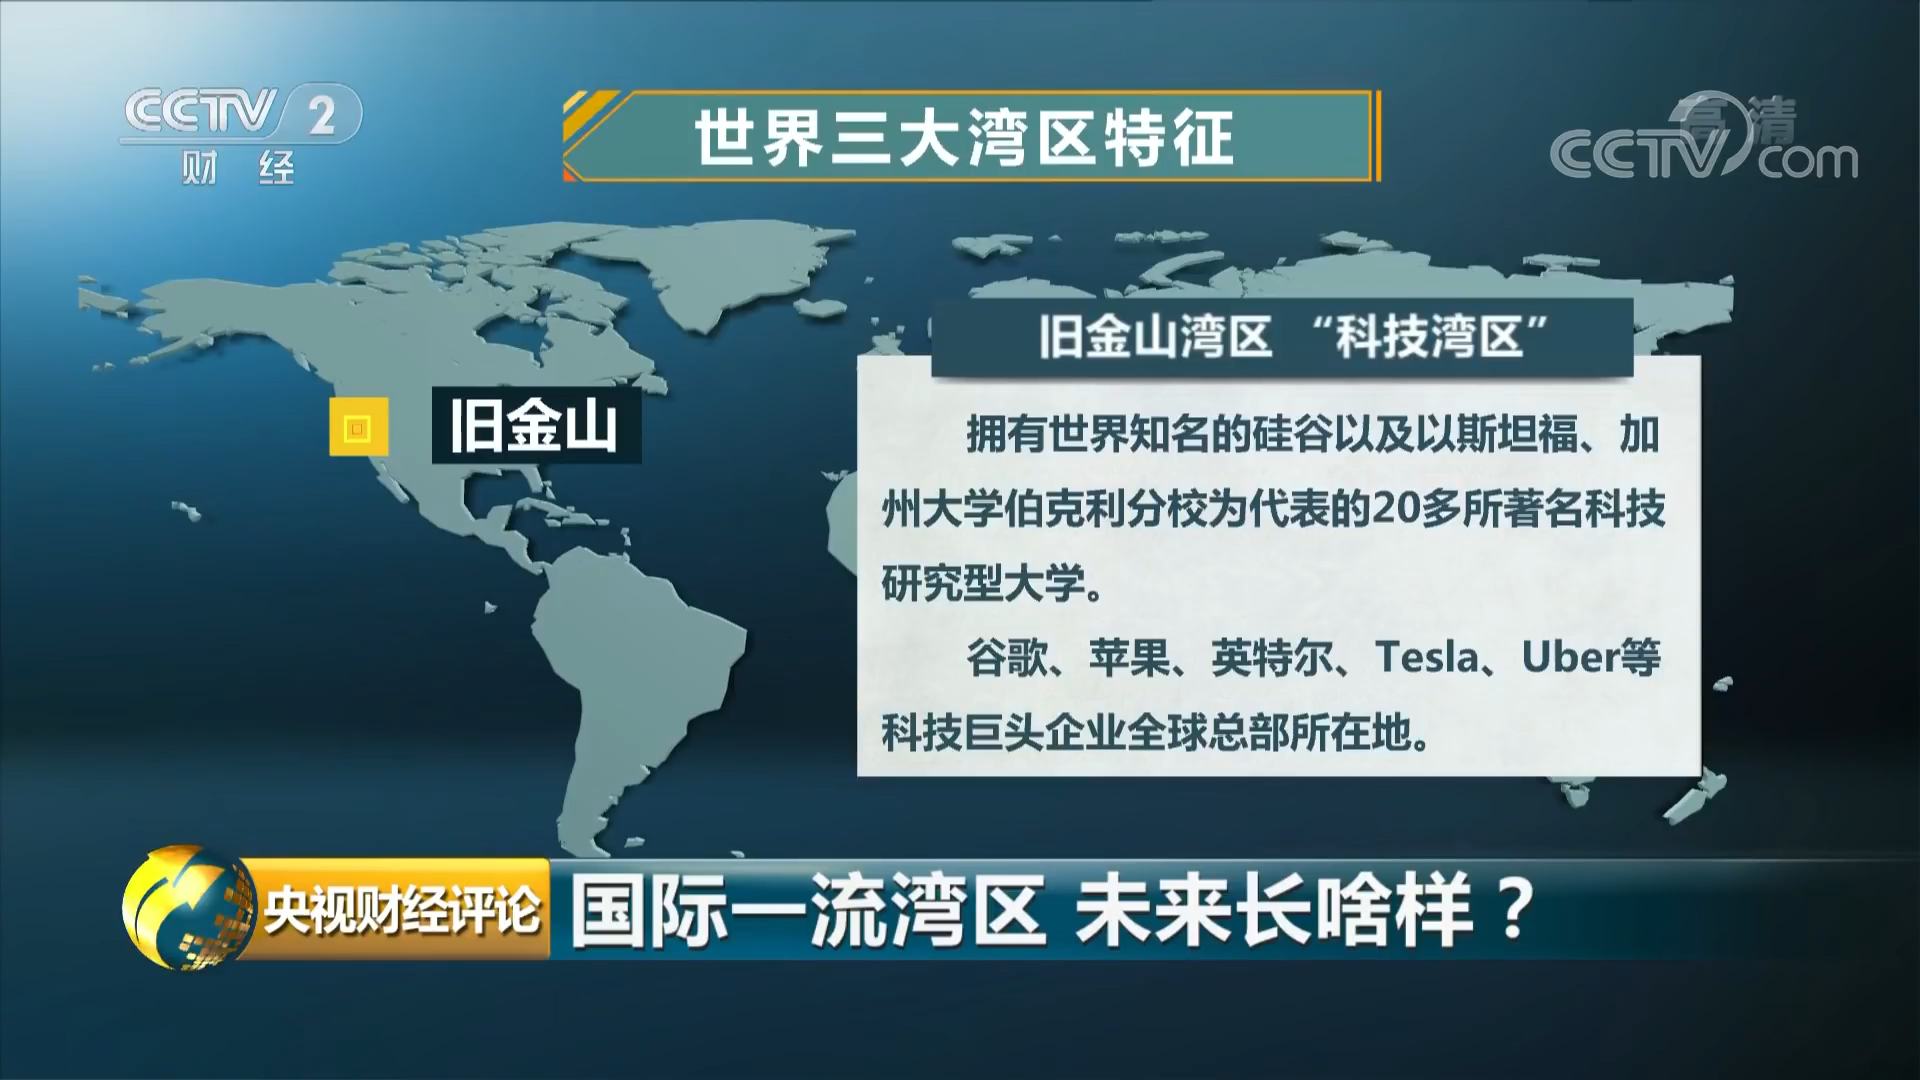 CCTV 2
财 经
世界三大湾区特征
高清
CCTV.com
旧金山
旧金山湾区 “科技湾区”
拥有世界知名的硅谷以及以斯坦福、加
州大学伯克利分校为代表的20多所著名科技
研究型大学。
谷歌、苹果、英特尔、Tesla、Uber等
科技巨头企业全球总部所在地。
央视财经评论
国际一流湾区 未来长啥样？